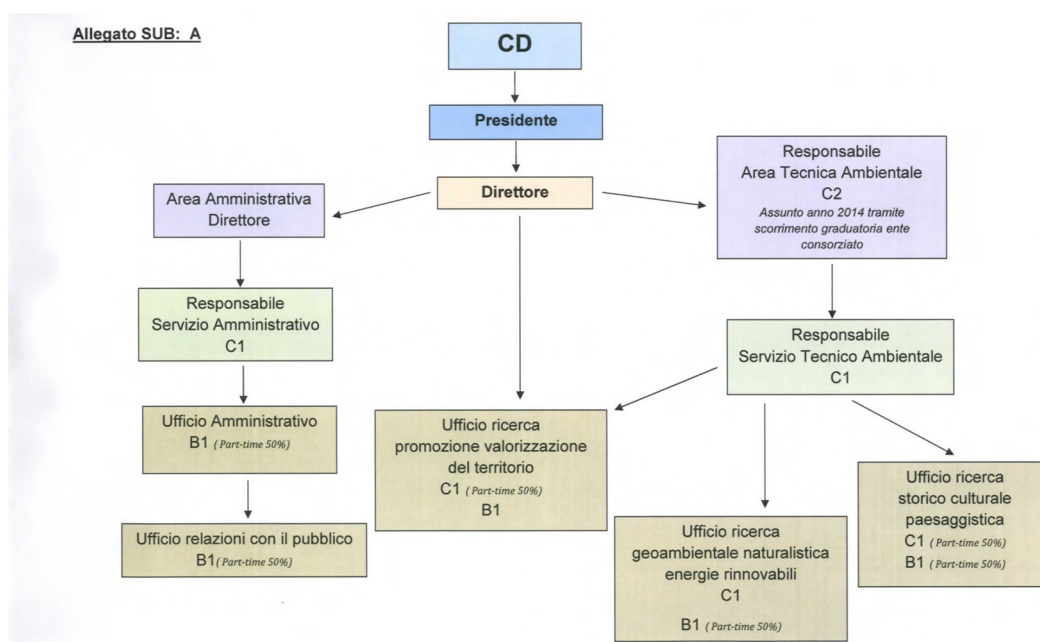 Allegato SUB: A
CD
Presidente
Direttore
Area Amministrativa
Direttore
Responsabile
Area Tecnica Ambientale
C2
Assunto anno 2014 tramite
scorrimento graduatoria ente
consorziato
Responsabile
Servizio Amministrativo
C1
Responsabile
Servizio Tecnico Ambientale
C1
Ufficio Amministrativo
B1 ( Part-time 50%)
Ufficio ricerca
promozione valorizzazione
del territorio
C1 ( Part-time 50%)
B1
Ufficio relazioni con il pubblico
B1( Part-time 50%)
Ufficio ricerca
geoambientale naturalistica
energie rinnovabili
C1
B1 ( Part-time 50%)
Ufficio ricerca
storico culturale
paesaggistica
C1 ( Part-time 50%)
B1 ( Part-time 50%)